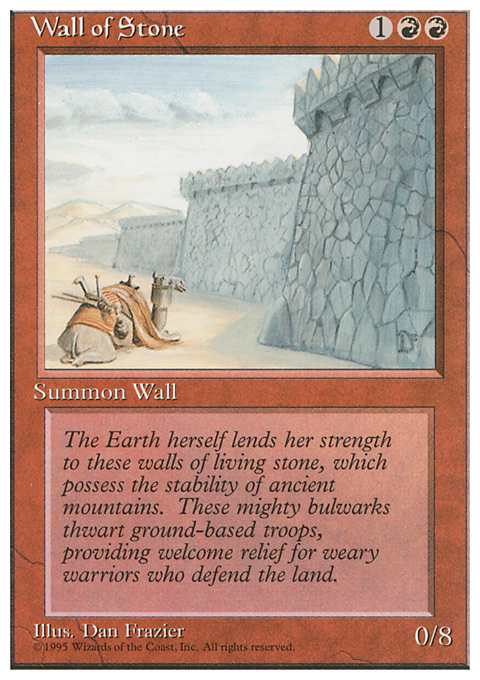 Wall of Stone 1
Summon Wall
The Earth herself lends her strength
to these walls of living stone, which
possess the stability of ancient
mountains. These mighty bulwarks
thwart ground-based troops,
providing welcome relief for weary
warriors who defend the land.
Illus. Dan Frazier
©1995 Wizards of the Coast, Inc. All rights reserved.
0/8